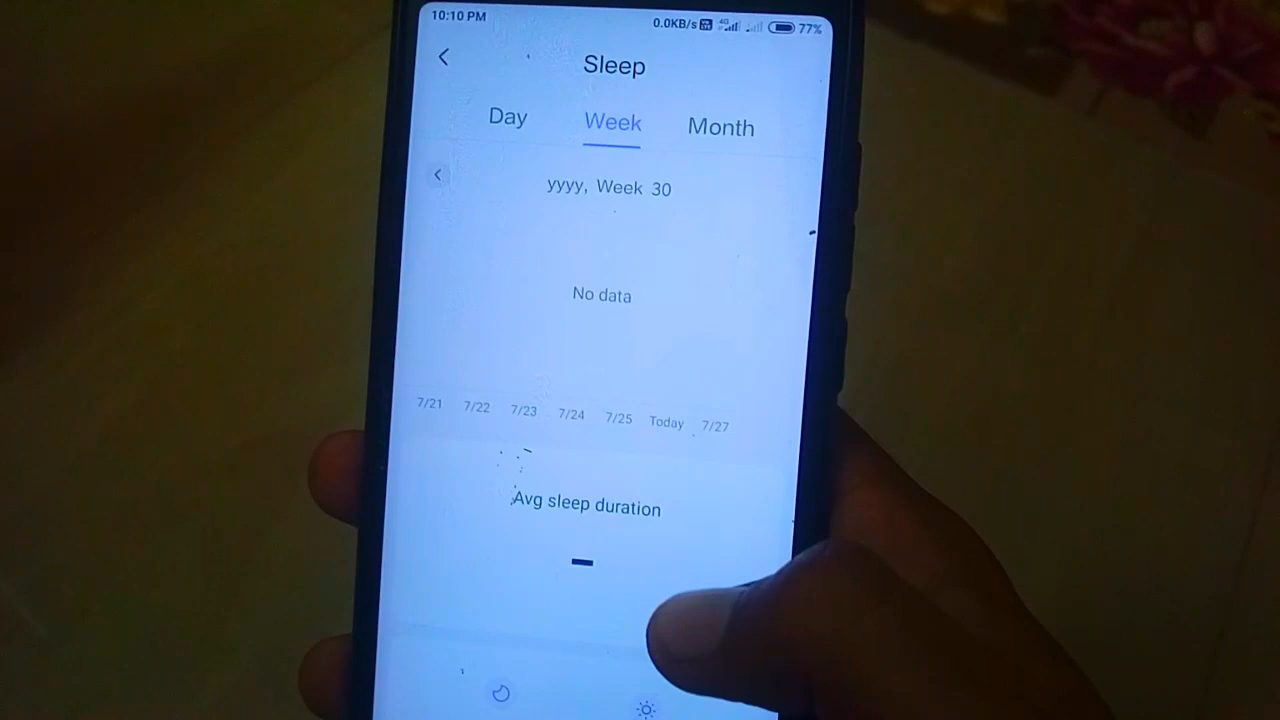 10:10 PM 0.0KB/s 4G 77%
Sleep
Day Week Month
yyyy, Week 30
No data
7/21 7/22 7/23 7/24 7/25 Today 7/27
Avg sleep duration